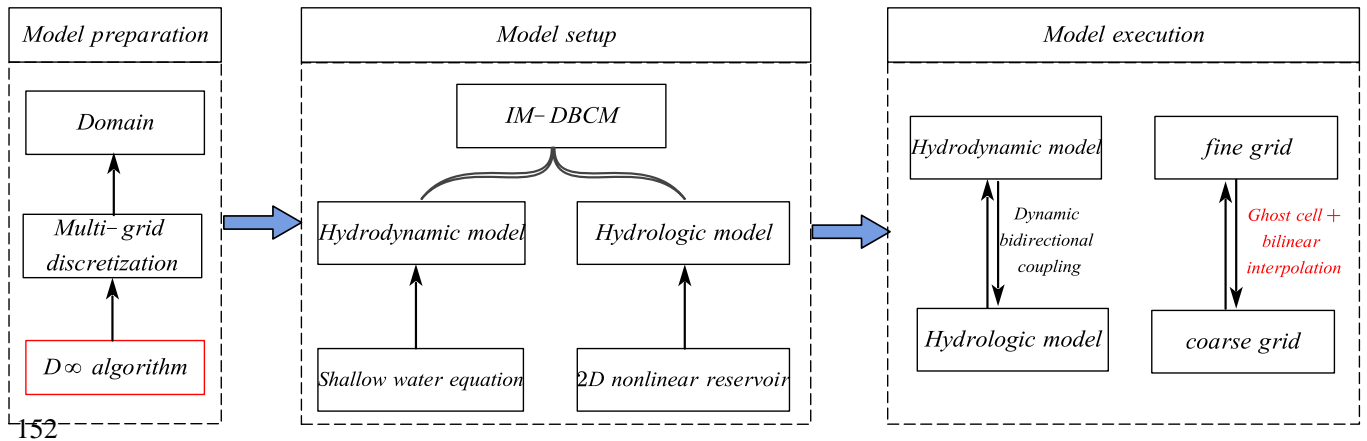 Model preparation
Domain
Multi- grid
discretization
D∞ algorithm
Model setup
IM- DBCM
Hydrodynamic model
Hydrologic model
Shallow water equation
2D nonlinear reservoir
Model execution
Hydrodynamic model
Dynamic
bidirectional
coupling
Hydrologic model
fine grid
Ghost cell +
bilinear
interpolation
coarse grid
152